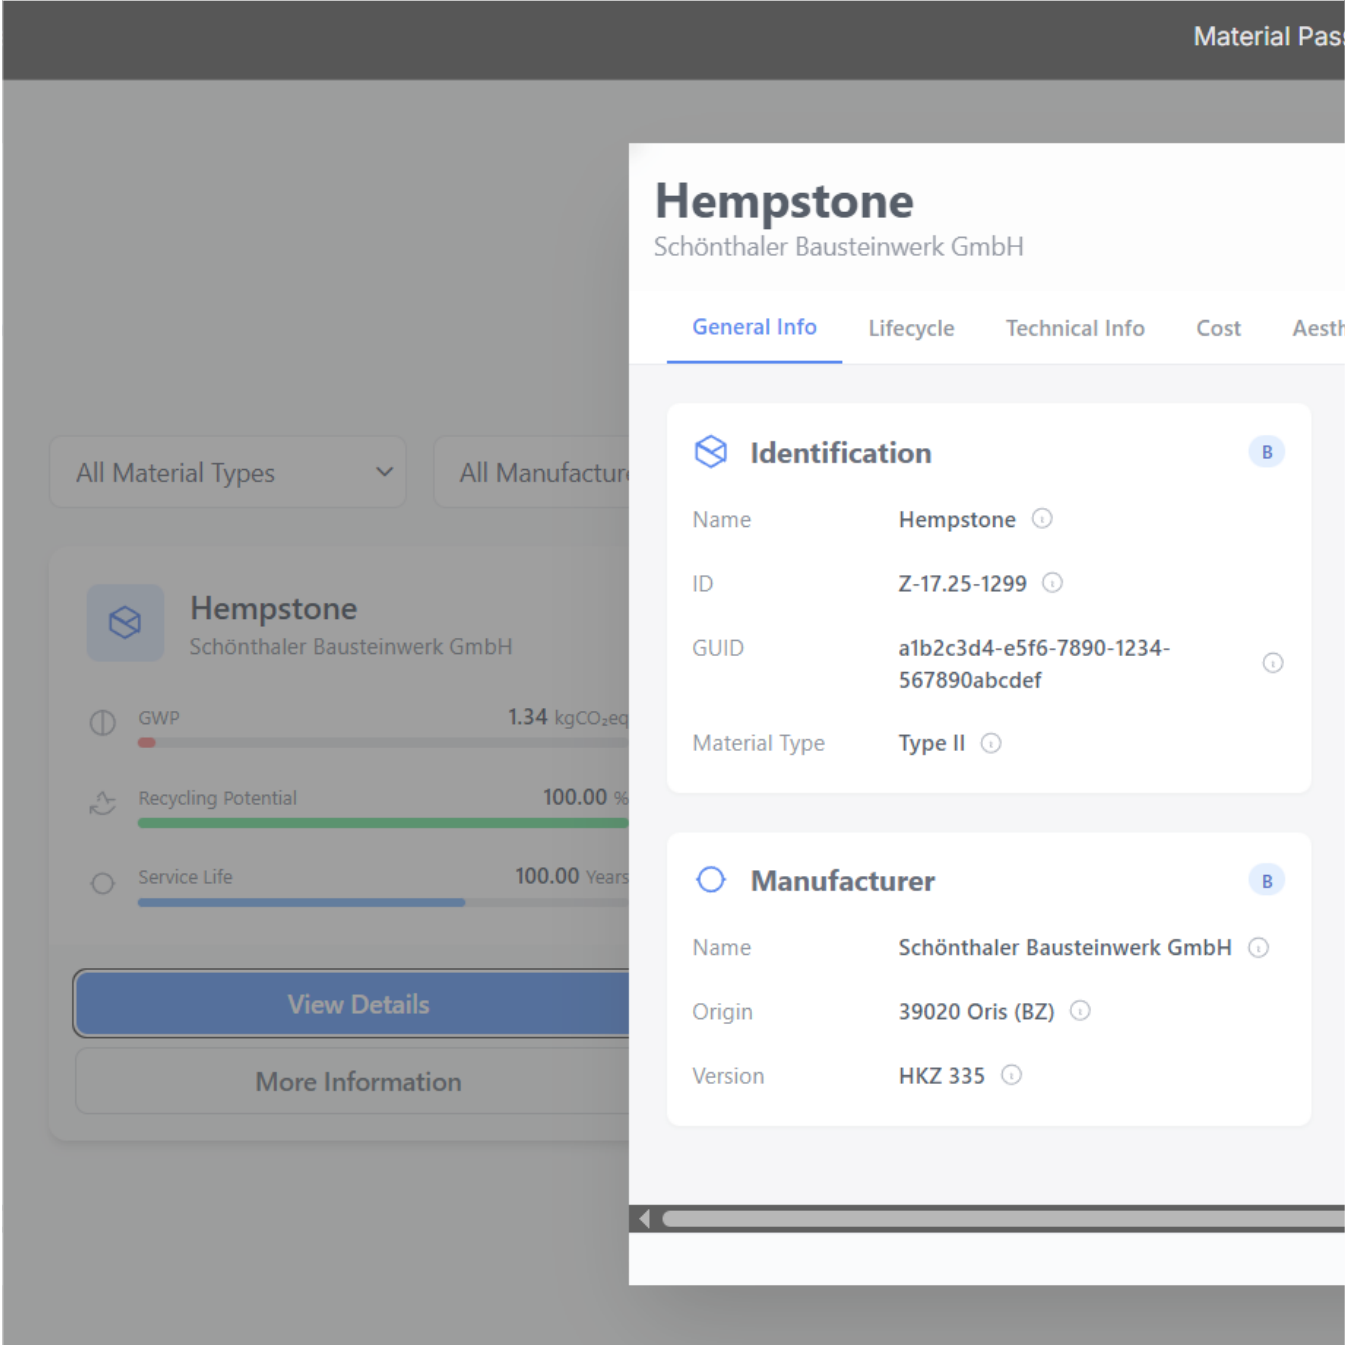 Material Pas
Hempstone
Schönthaler Bausteinwerk GmbH
General Info Lifecycle Technical Info Cost Aesth
Identification B
Name Hempstone
ID Z-17.25-1299
GUID a1b2c3d4-e5f6-7890-1234-
567890abcdef
Material Type Type II
Manufacturer B
Name Schönthaler Bausteinwerk GmbH
Origin 39020 Oris (BZ)
Version HKZ 335
All Material Types All Manufacture
Hempstone
Schönthaler Bausteinwerk GmbH
GWP 1.34 kgCO₂eq
Recycling Potential 100.00 %
Service Life 100.00 Years
View Details
More Information